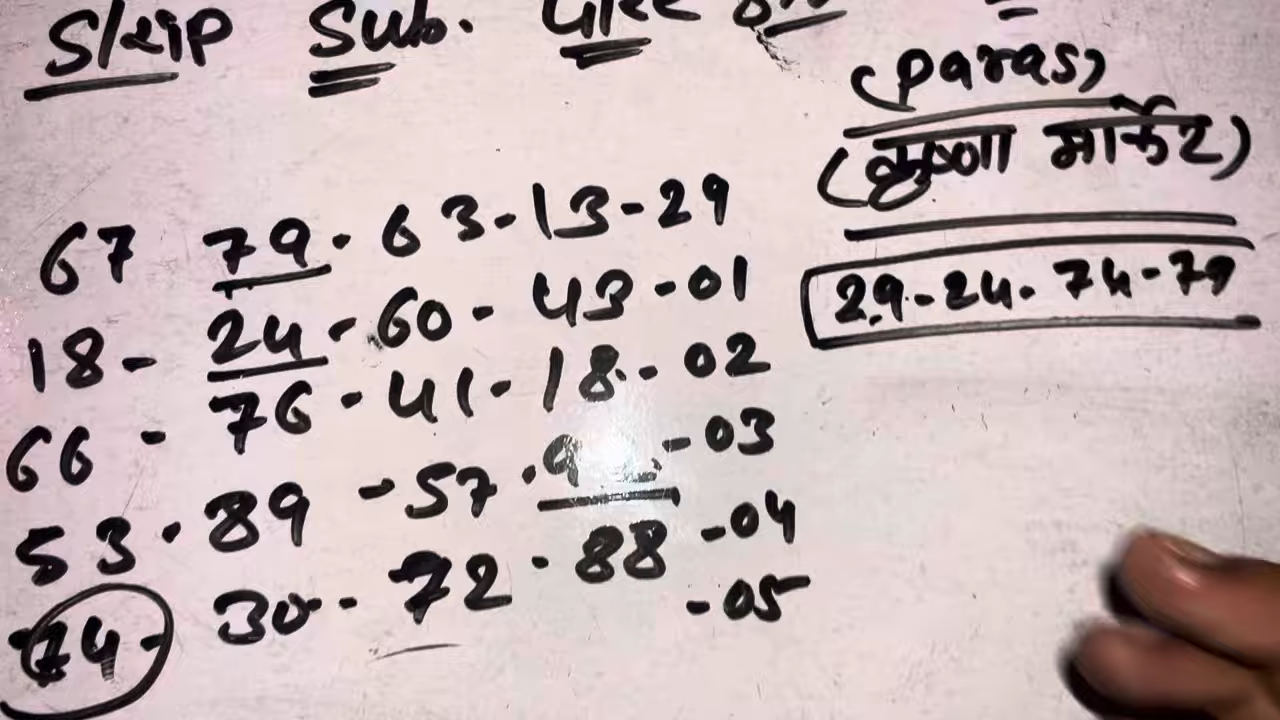 Skip Sub.
(paras)
(कृष्णा मार्केट)
29-24-74-79
67 79-63-13-29
18-24-60-43-01
66-76-41-18-02
53-89-57-03
74-30-72-88-04
-05